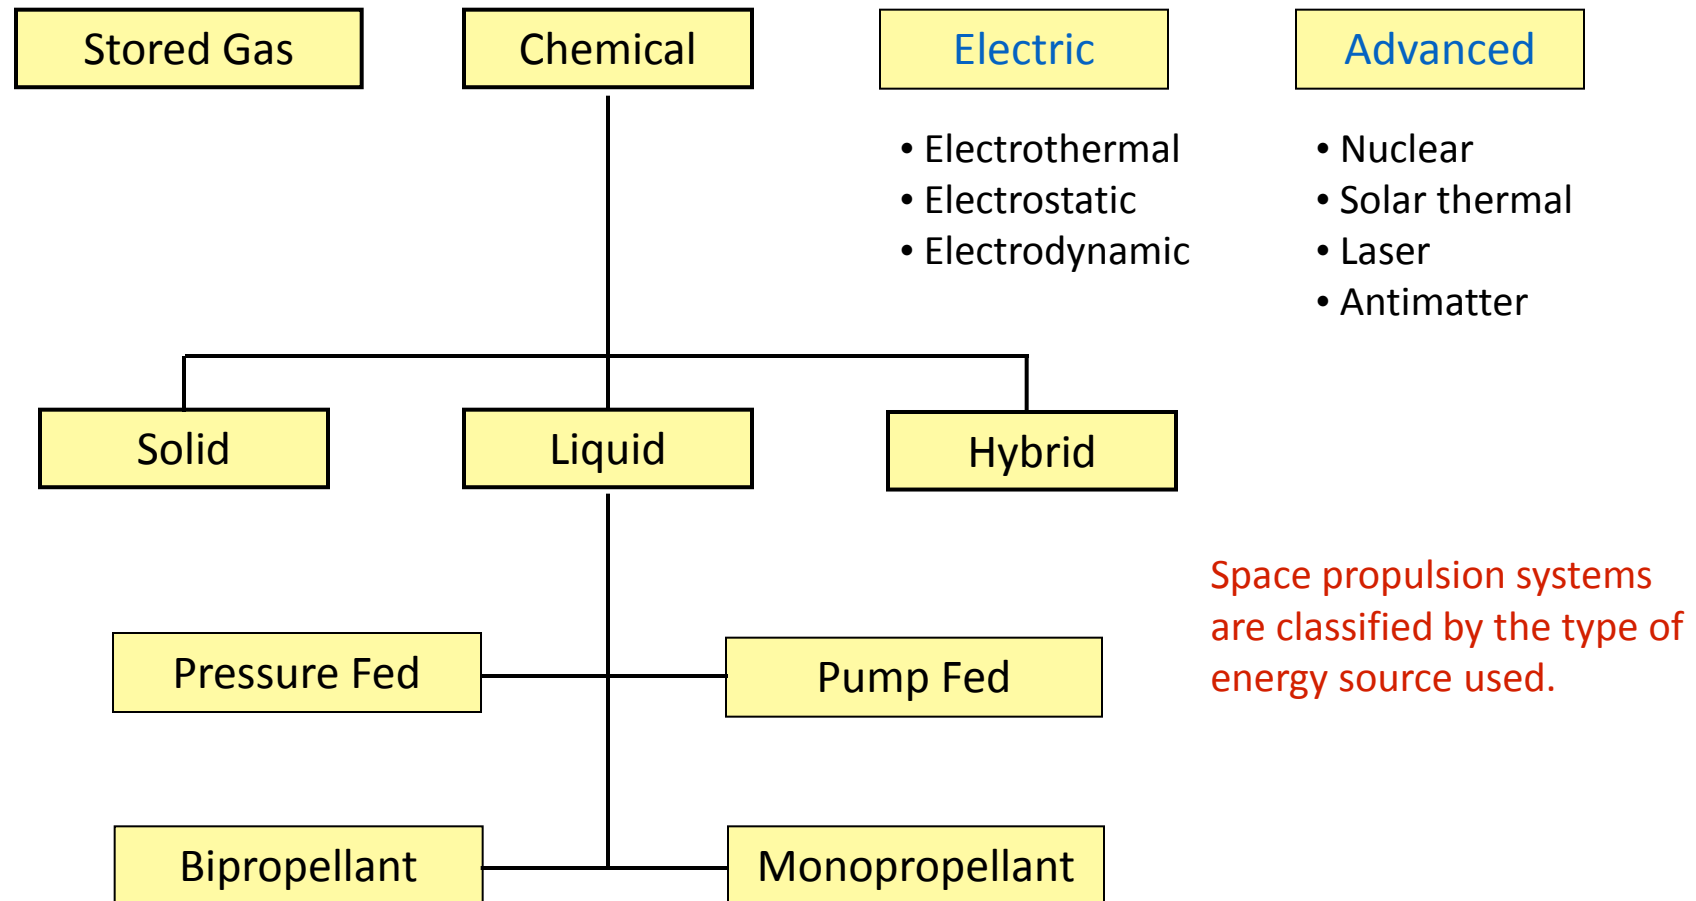 Stored Gas
Chemical
Electric
Advanced
• Electrothermal
• Electrostatic
• Electrodynamic
• Nuclear
• Solar thermal
• Laser
• Antimatter
Solid
Liquid
Hybrid
Space propulsion systems
are classified by the type of
energy source used.
Pressure Fed
Pump Fed
Bipropellant
Monopropellant